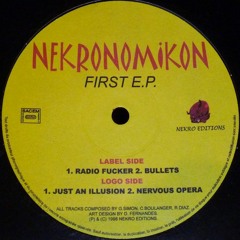 NEKRONOMIKON
FIRST E.P.
SACEM
NEKRO EDITIONS
LABEL SIDE
1. RADIO FUCKER 2. BULLETS
LOGO SIDE
1. JUST AN ILLUSION 2. NERVOUS OPERA
ALL TRACKS COMPOSED BY G.SIMON, C.BOULANGER, R.DIAZ
ART DESIGN BY G. FERNANDES.
(P) & (C) 1998 NEKRO EDITIONS.